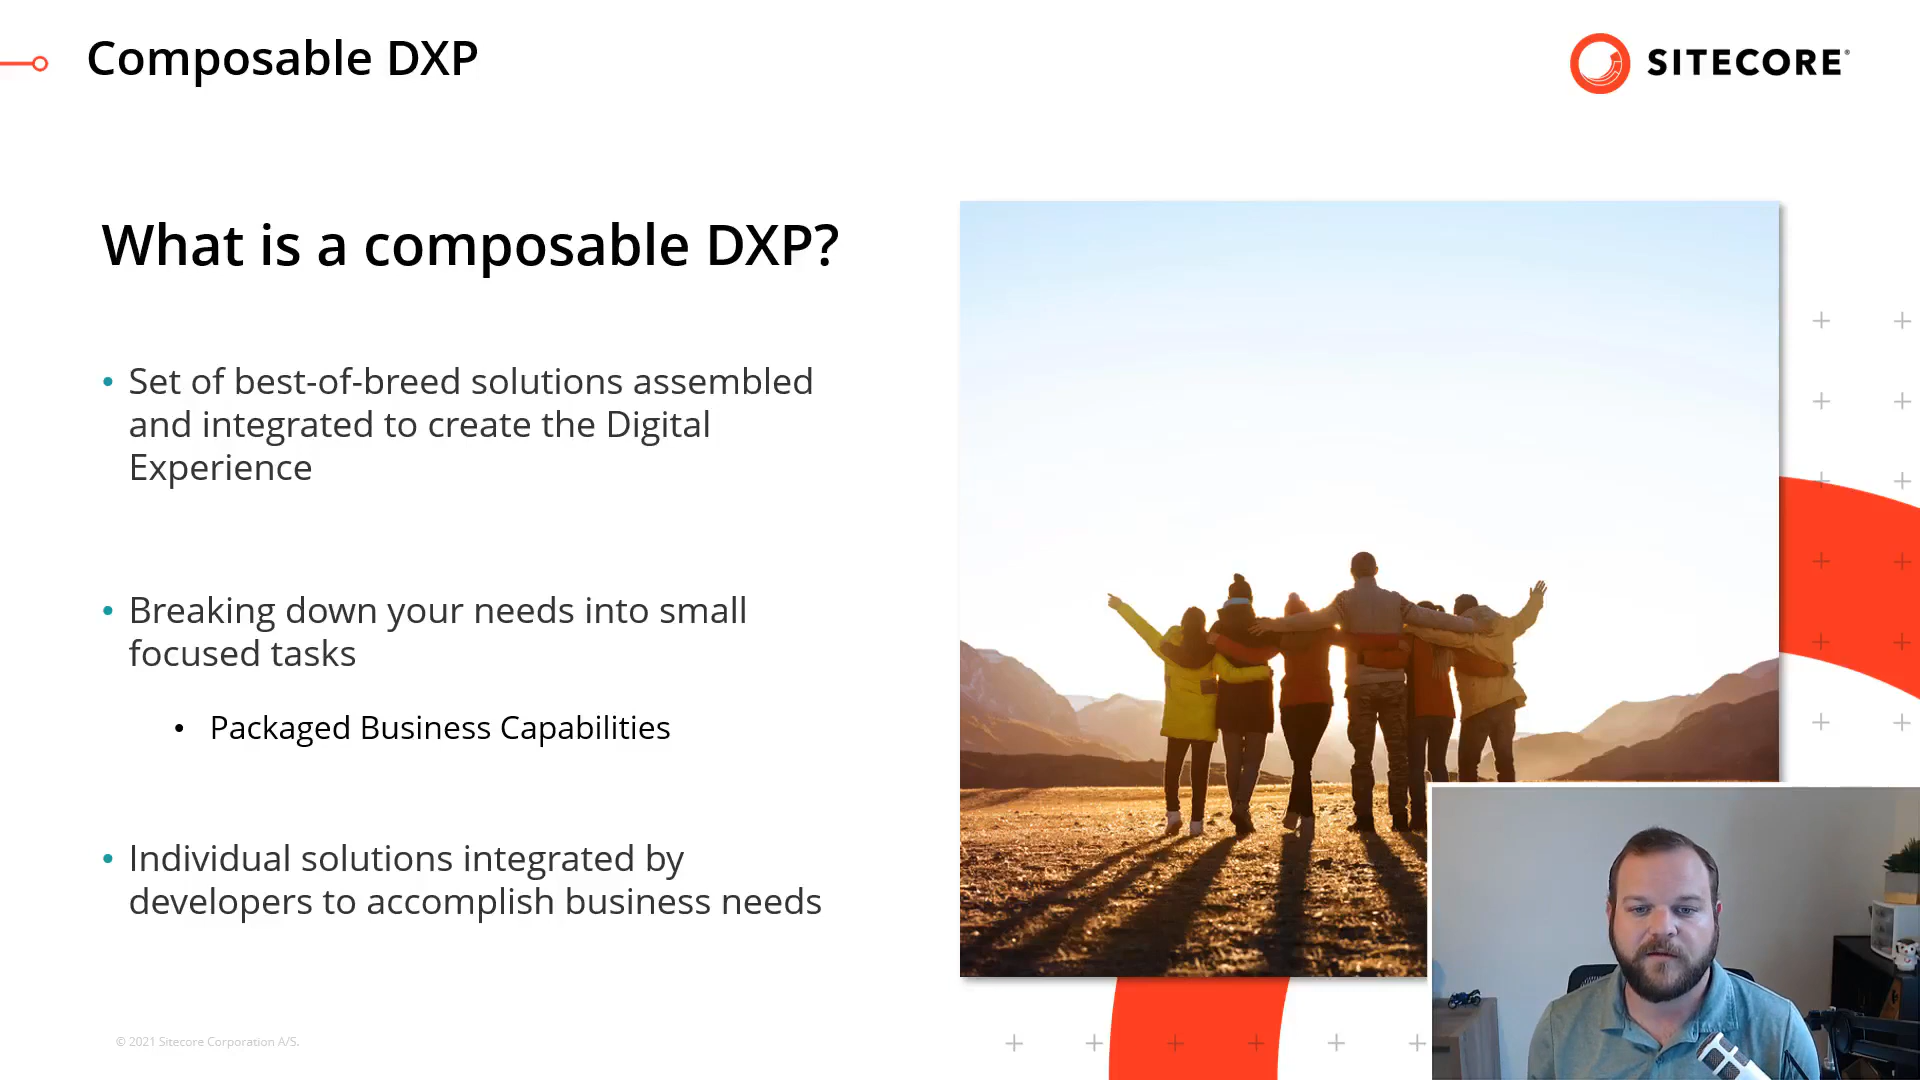 Composable DXP
SITECORE®
What is a composable DXP?
• Set of best-of-breed solutions assembled
and integrated to create the Digital
Experience
• Breaking down your needs into small
focused tasks
• Packaged Business Capabilities
• Individual solutions integrated by
developers to accomplish business needs
© 2021 Sitecore Corporation A/S.